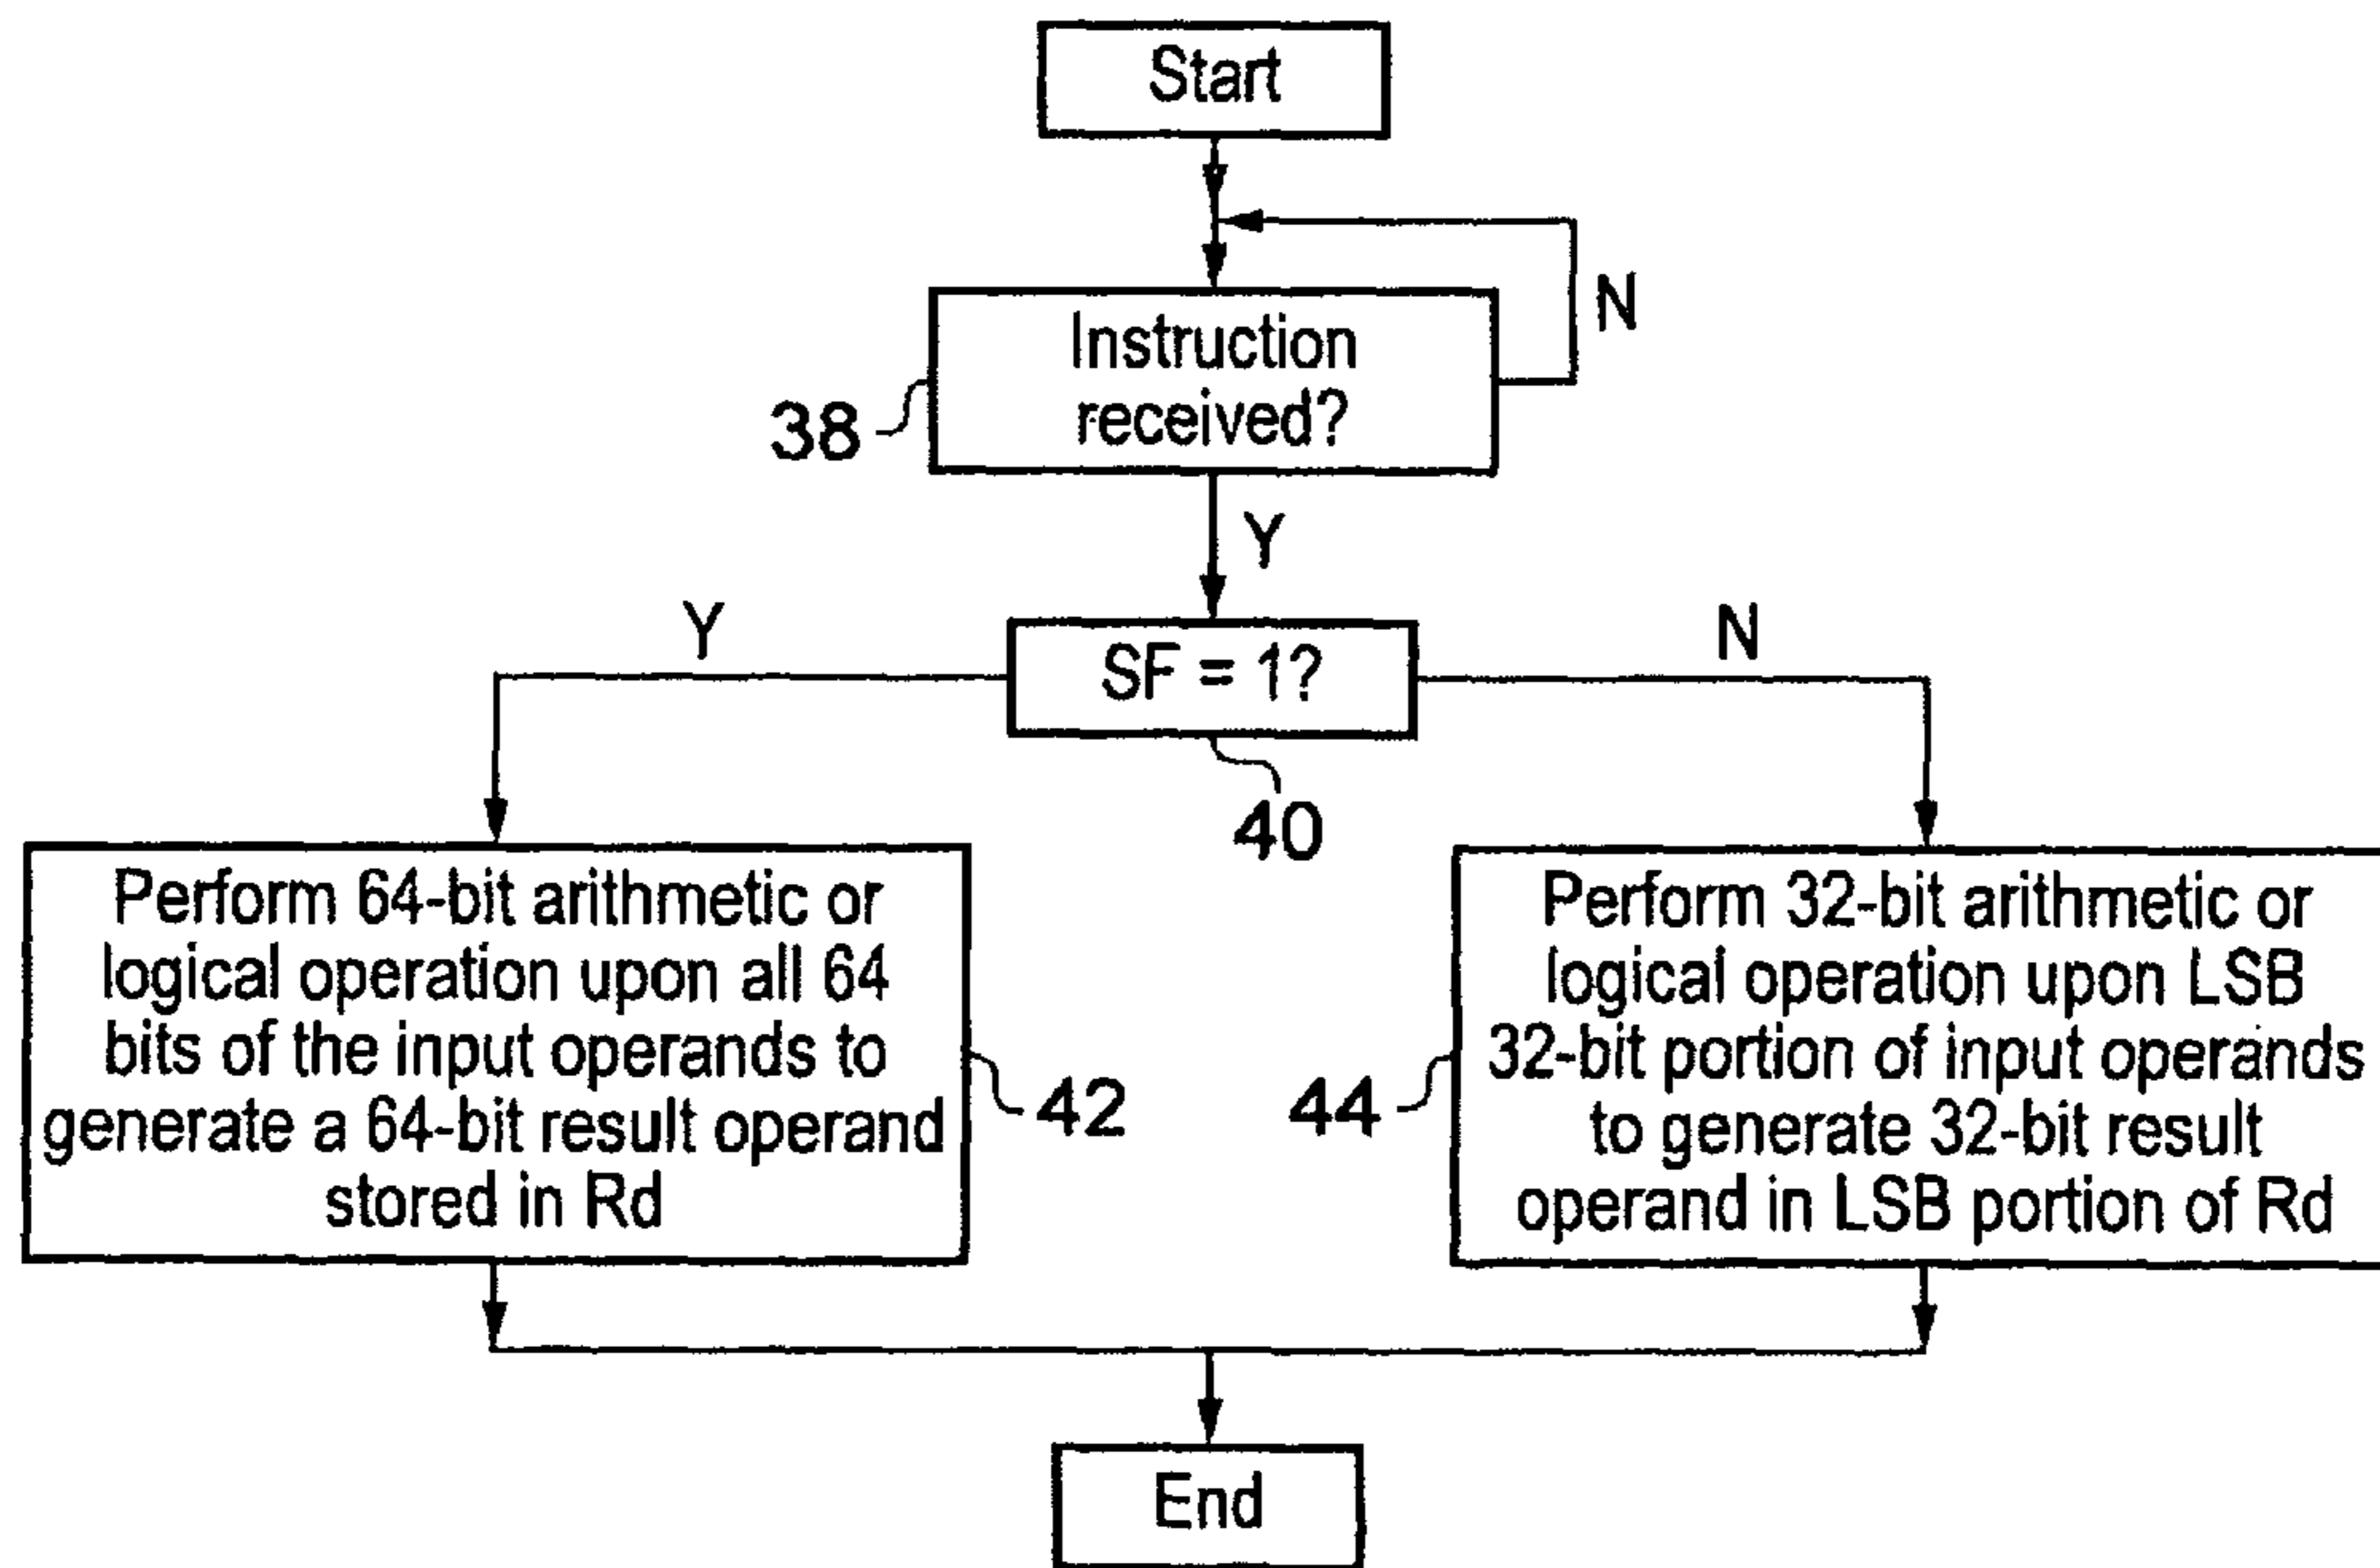 Start
Instruction
received?
N
38
Y
Y
SF = 1?
N
40
Perform 64-bit arithmetic or
logical operation upon all 64
bits of the input operands to
generate a 64-bit result operand
stored in Rd
42
44
Perform 32-bit arithmetic or
logical operation upon LSB
32-bit portion of input operands
to generate 32-bit result
operand in LSB portion of Rd
End